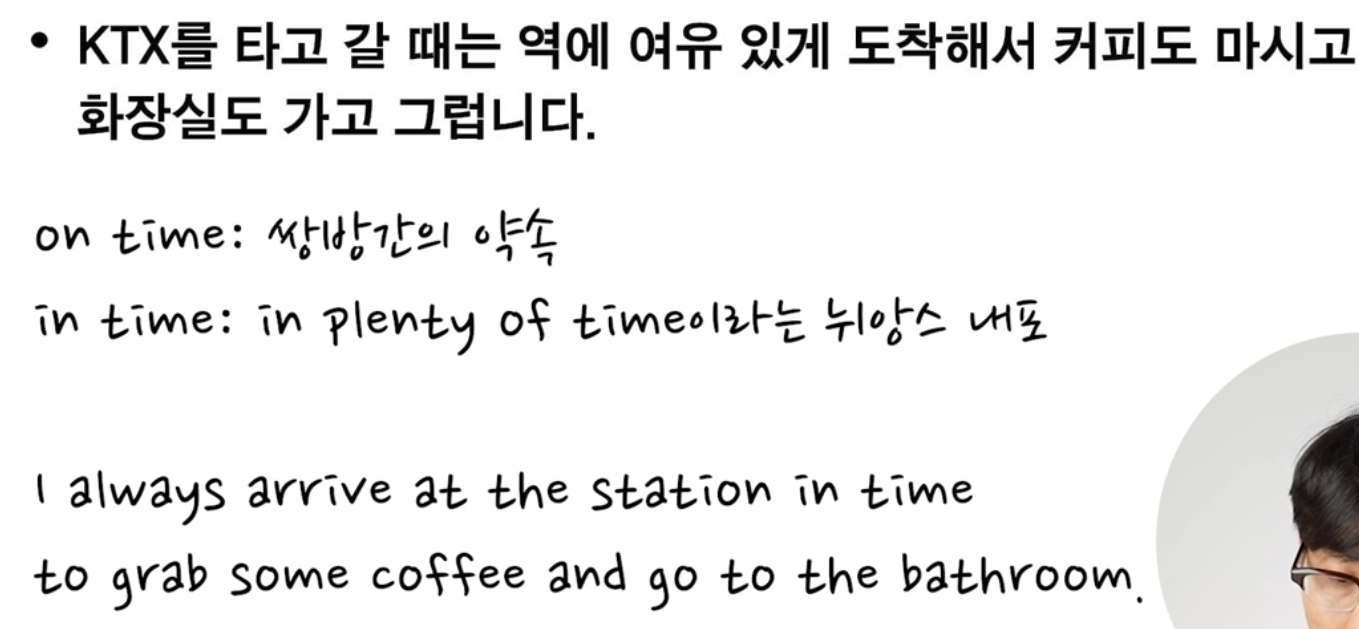 • KTX를 타고 갈 때는 역에 여유 있게 도착해서 커피도 마시고
화장실도 가고 그럽니다.
on time: 쌍방간의 약속
in time: in plenty of time이라는 뉘앙스 내포
I always arrive at the station in time
to grab some coffee and go to the bathroom.